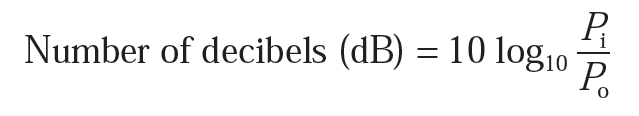 Number of decibels (dB) = 10 log₁₀ Pᵢ/Pₒ